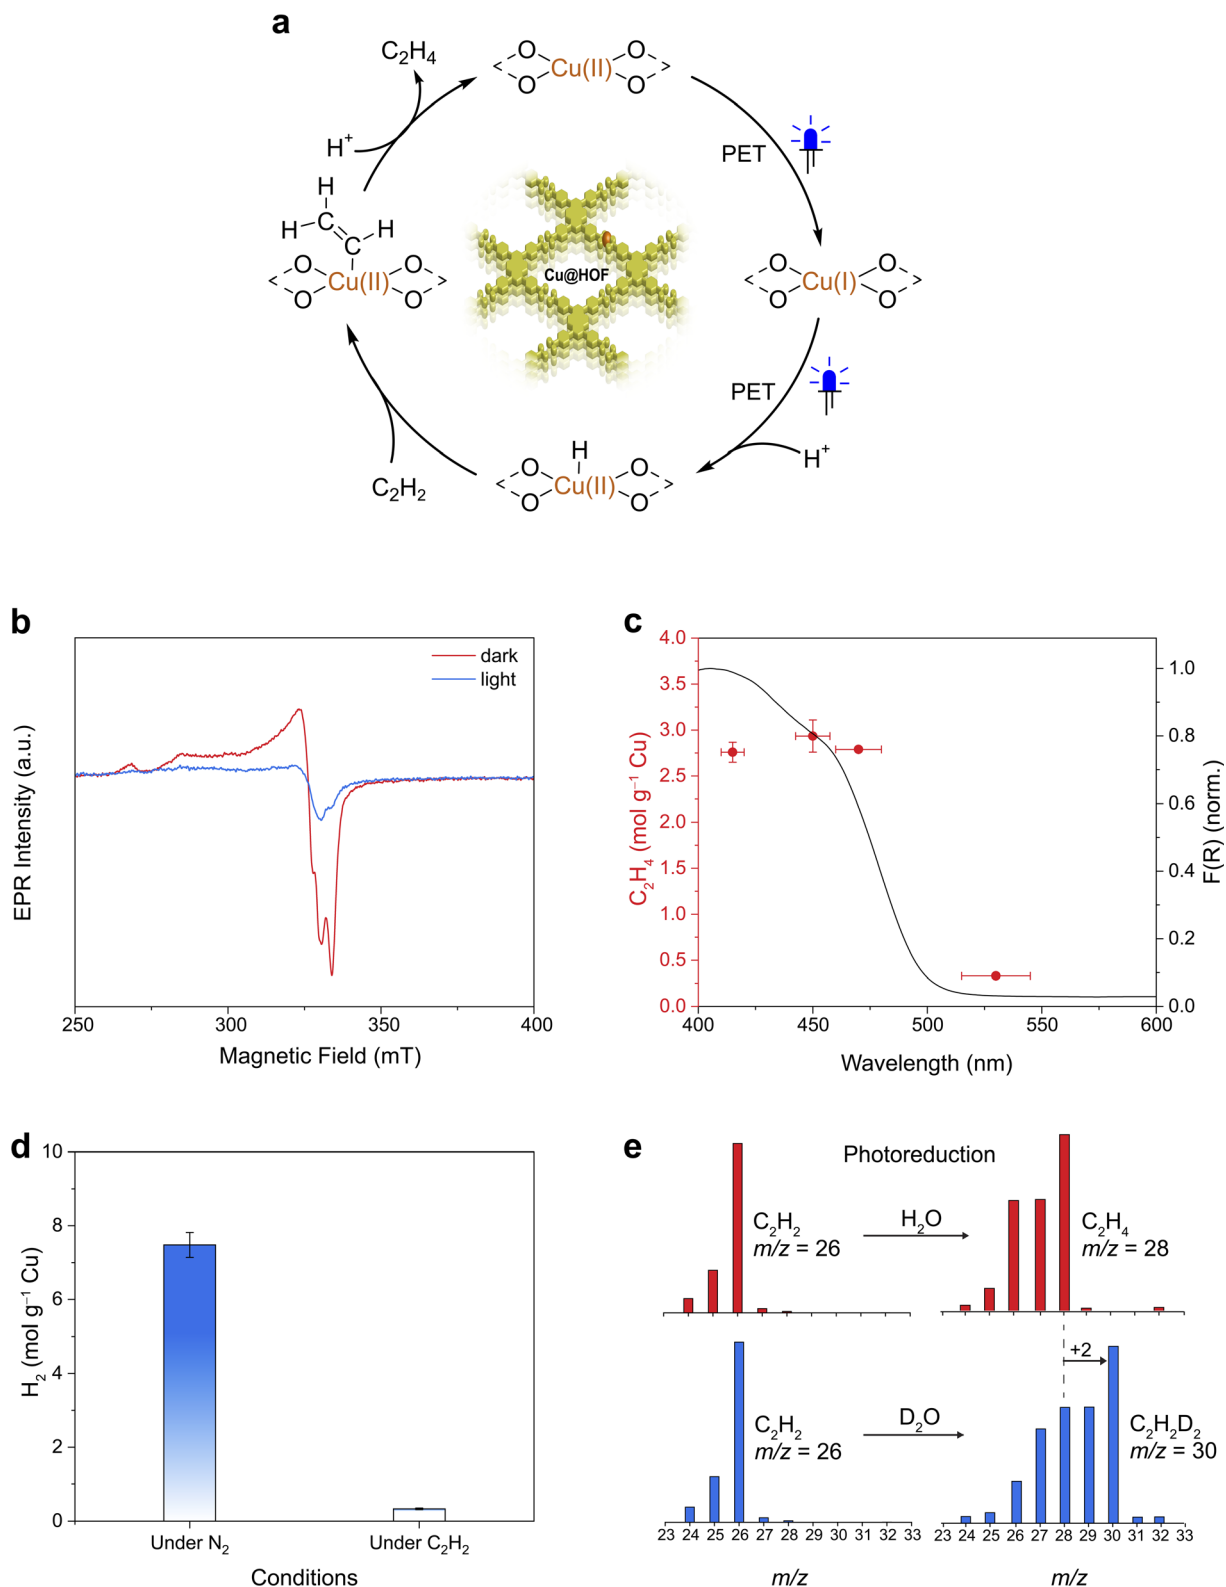 a
C₂H₄
Cu(II)
O O
O O
H⁺
PET
H
H C H
C
Cu(II)
O O
O O
Cu@HOF
Cu(I)
O O
O O
PET
H⁺
C₂H₂
H
Cu(II)
O O
O O
b
dark
light
EPR Intensity (a.u.)
250 300 350 400
Magnetic Field (mT)
c
4.0
3.5
3.0
2.5
2.0
1.5
1.0
0.5
0.0
C₂H₄ (mol g⁻¹ Cu)
1.0
0.8
0.6
0.4
0.2
0.0
F(R) (norm.)
400 450 500 550 600
Wavelength (nm)
d
10
8
6
4
2
0
H₂ (mol g⁻¹ Cu)
Under N₂ Under C₂H₂
Conditions
e
Photoreduction
C₂H₂
m/z = 26
H₂O
C₂H₄
m/z = 28
+2
C₂H₂
m/z = 26
D₂O
C₂H₂D₂
m/z = 30
23 24 25 26 27 28 29 30 31 32 33
23 24 25 26 27 28 29 30 31 32 33
m/z
m/z